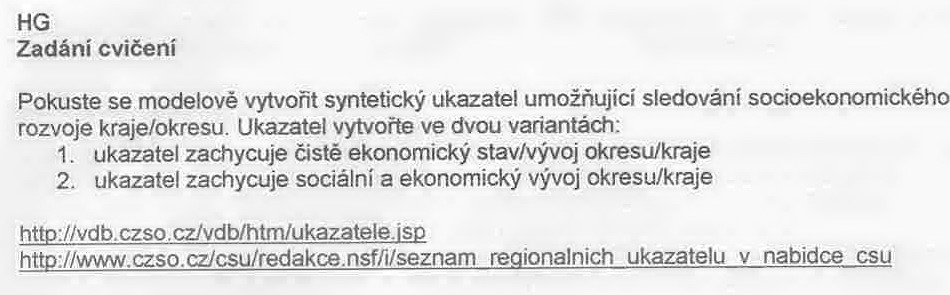 HG
Zadání cvičení
Pokuste se modelově vytvořit syntetický ukazatel umožňující sledování socioekonomického
rozvoje kraje/okresu. Ukazatel vytvořte ve dvou variantách:
1. ukazatel zachycuje čistě ekonomický stav/vývoj okresu/kraje
2. ukazatel zachycuje sociální a ekonomický vývoj okresu/kraje
http://vdb.czso.cz/vdb/htm/ukazatele.jsp
http://www.czso.cz/csu/redakce.nsf/i/seznam_regionalnich_ukazatelu_v_nabidce_csu